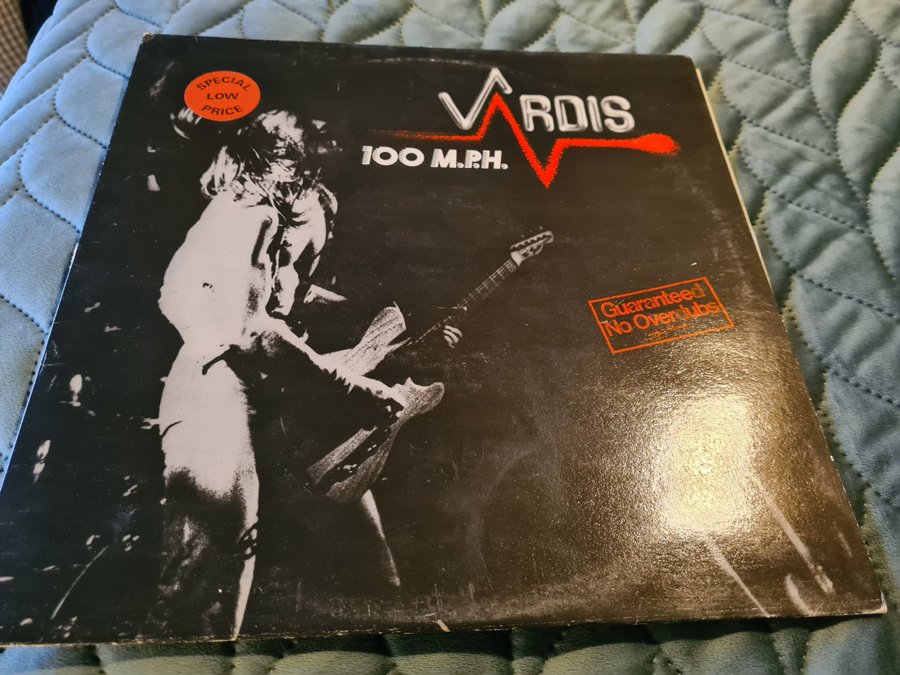 SPECIAL
LOW
PRICE
VARDIS
100 M.P.H.
Guaranteed
No Overdubs